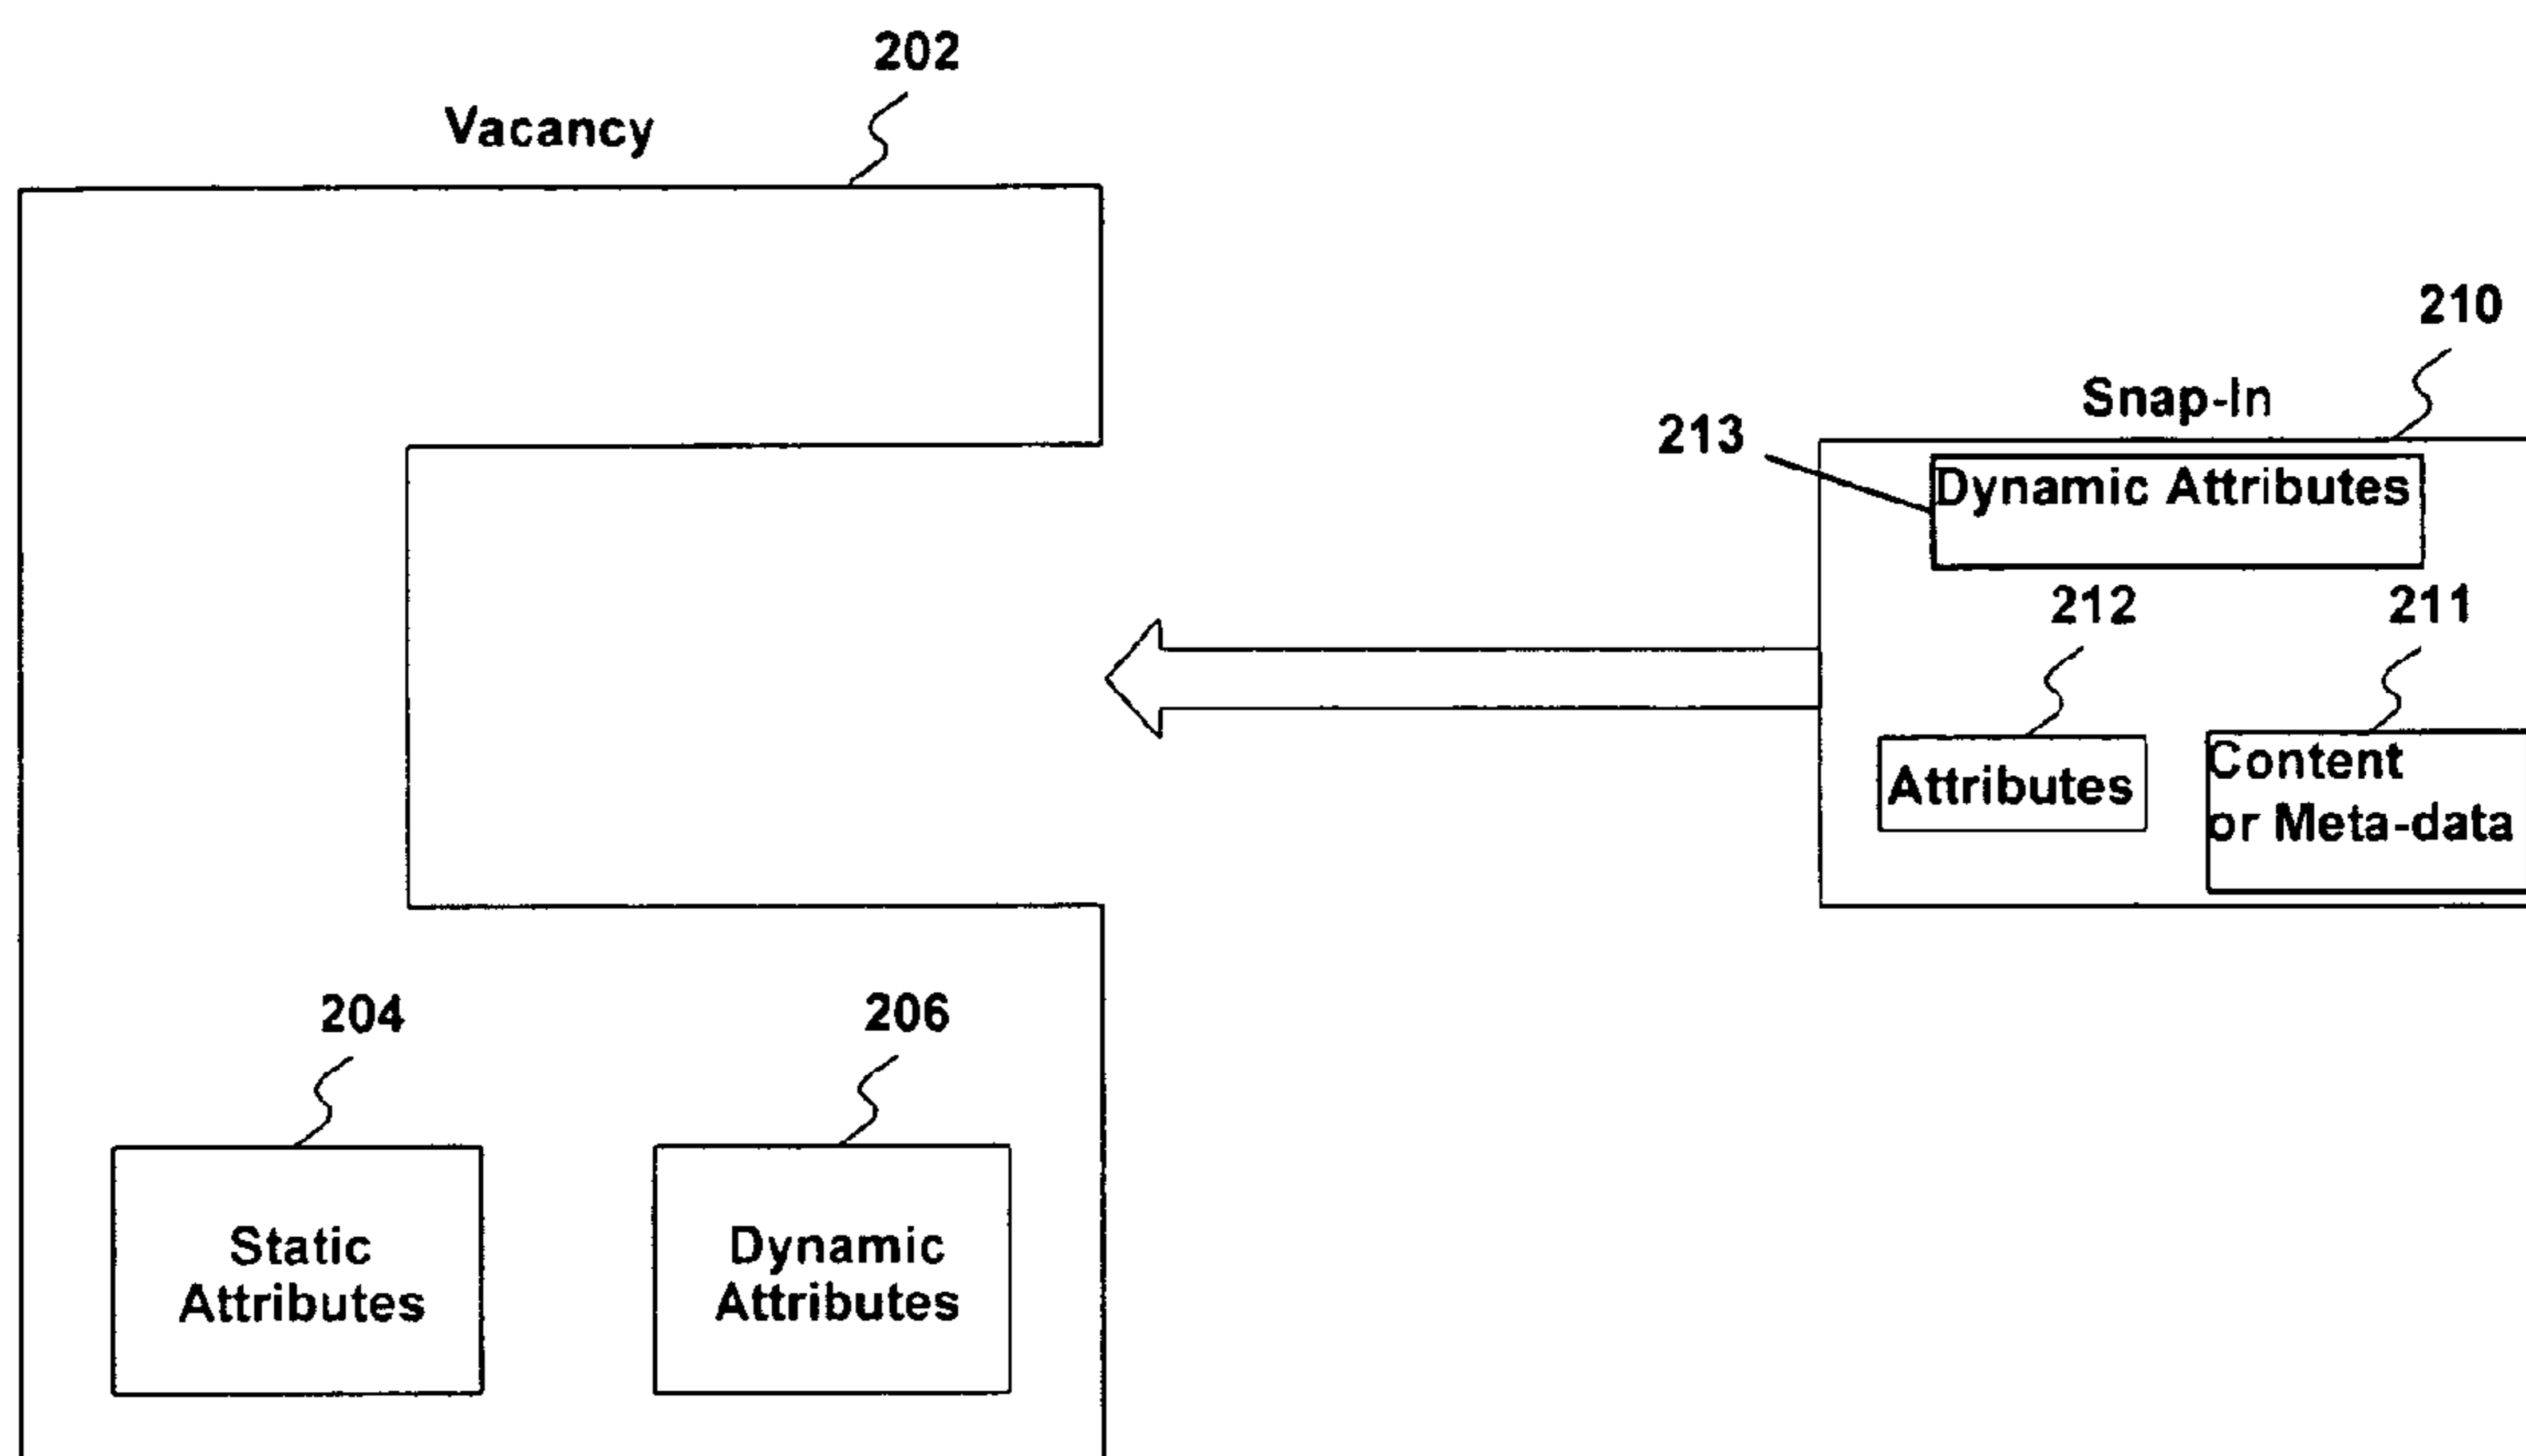 202
Vacancy
210
Snap-In
213
Dynamic Attributes
212
211
Attributes
Content
or Meta-data
204
206
Static
Attributes
Dynamic
Attributes